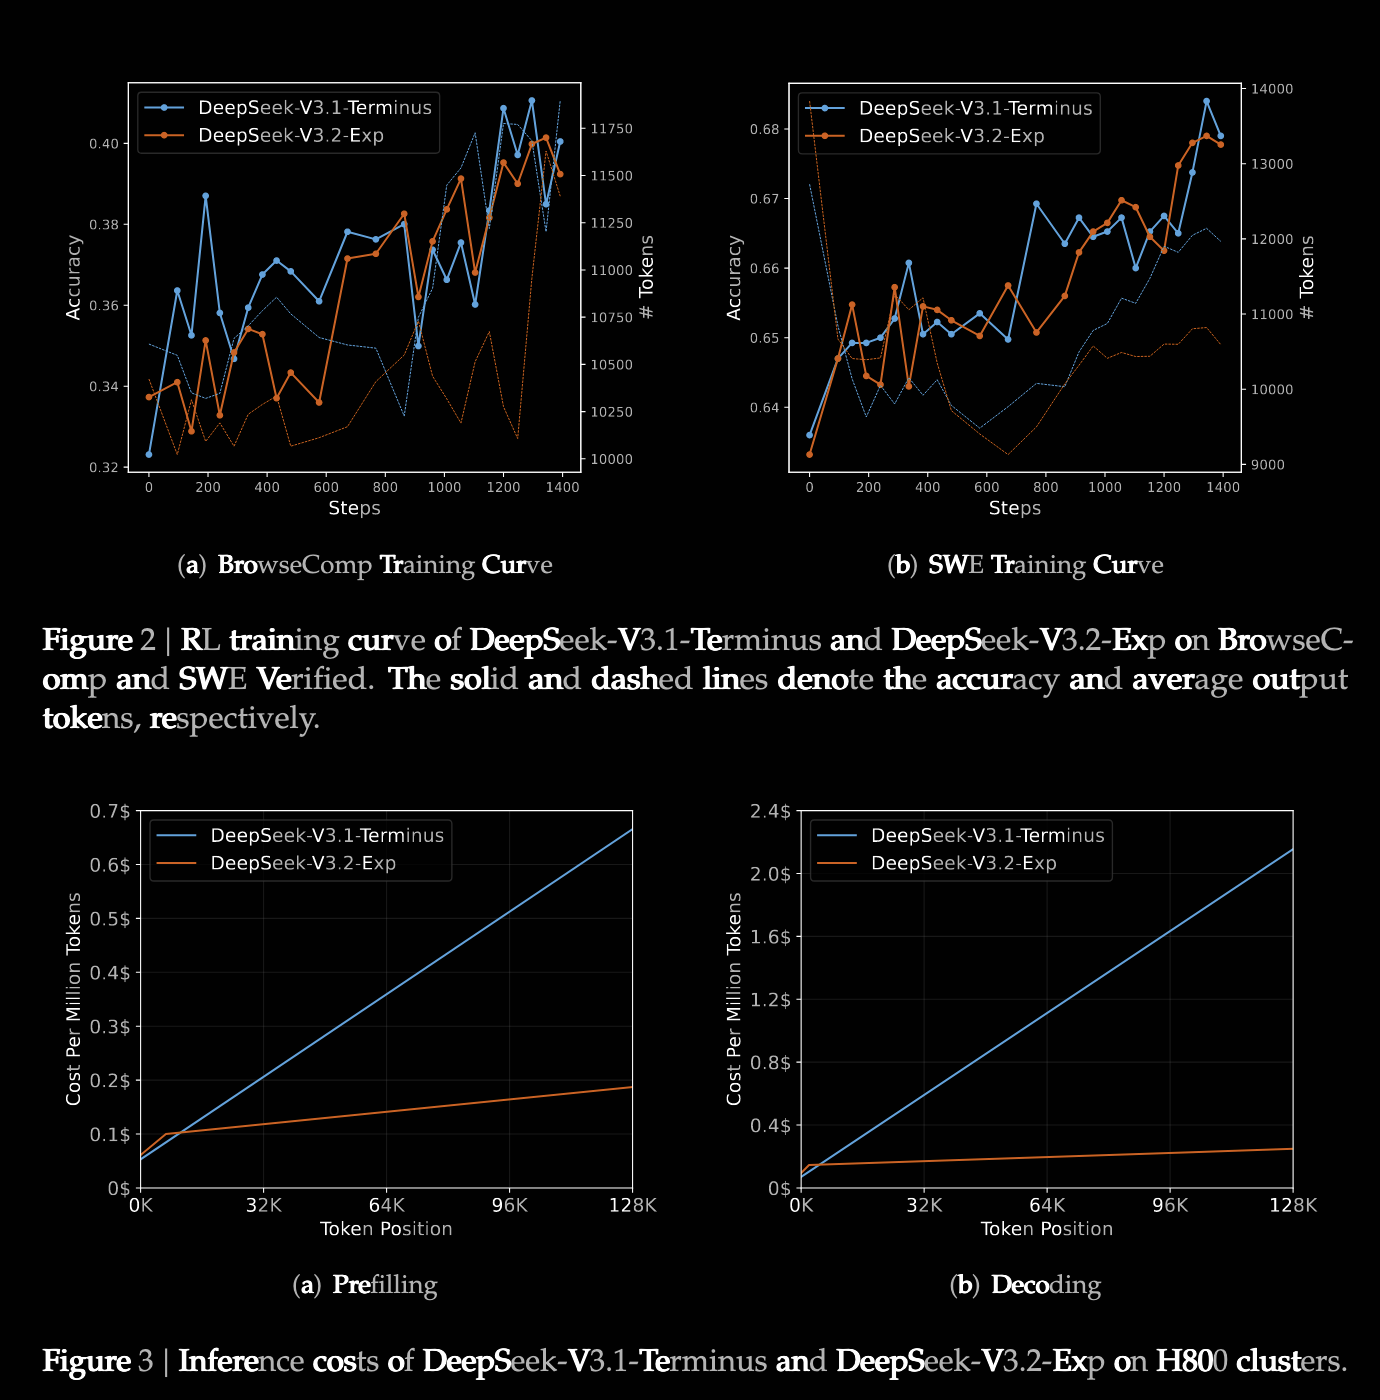 DeepSeek-V3.1-Terminus
DeepSeek-V3.2-Exp
0.40
0.38
0.36
0.34
0.32
Accuracy
11750
11500
11250
11000
10750
10500
10250
10000
# Tokens
0 200 400 600 800 1000 1200 1400
Steps
(a) BrowseComp Training Curve
DeepSeek-V3.1-Terminus
DeepSeek-V3.2-Exp
0.68
0.67
0.66
0.65
0.64
Accuracy
14000
13000
12000
11000
10000
9000
# Tokens
0 200 400 600 800 1000 1200 1400
Steps
(b) SWE Training Curve
Figure 2 | RL training curve of DeepSeek-V3.1-Terminus and DeepSeek-V3.2-Exp on BrowseC-
omp and SWE Verified. The solid and dashed lines denote the accuracy and average output
tokens, respectively.
DeepSeek-V3.1-Terminus
DeepSeek-V3.2-Exp
0.7$
0.6$
0.5$
0.4$
0.3$
0.2$
0.1$
0$
Cost Per Million Tokens
0K 32K 64K 96K 128K
Token Position
(a) Prefilling
DeepSeek-V3.1-Terminus
DeepSeek-V3.2-Exp
2.4$
2.0$
1.6$
1.2$
0.8$
0.4$
0$
Cost Per Million Tokens
0K 32K 64K 96K 128K
Token Position
(b) Decoding
Figure 3 | Inference costs of DeepSeek-V3.1-Terminus and DeepSeek-V3.2-Exp on H800 clusters.